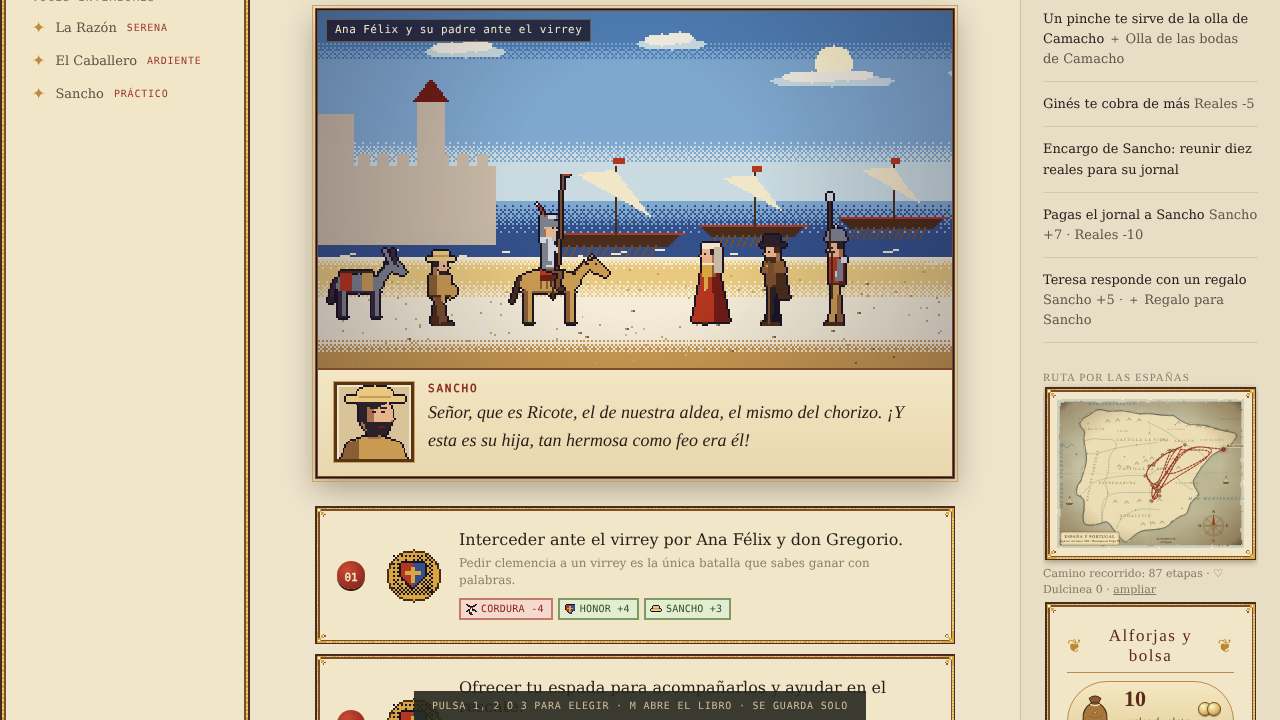 La Razón SERENA
El Caballero ARDIENTE
Sancho PRÁCTICO
Ana Félix y su padre ante el virrey
SANCHO
Señor, que es Ricote, el de nuestra aldea, el mismo del chorizo. ¡Y
esta es su hija, tan hermosa como feo era él!
01
Interceder ante el virrey por Ana Félix y don Gregorio.
Pedir clemencia a un virrey es la única batalla que sabes ganar con
palabras.
CORDURA -4 HONOR +4 SANCHO +3
Ofrecer tu espada para acompañarlos y ayudar en el
PULSA 1, 2 O 3 PARA ELEGIR · M ABRE EL LIBRO · SE GUARDA SOLO
Un pinche te sirve de la olla de
Camacho + Olla de las bodas
de Camacho
Ginés te cobra de más Reales -5
Encargo de Sancho: reunir diez
reales para su jornal
Pagas el jornal a Sancho Sancho
+7 · Reales -10
Teresa responde con un regalo
Sancho +5 · + Regalo para
Sancho
RUTA POR LAS ESPAÑAS
ESPAÑA Y PORTUGAL
Camino recorrido: 87 etapas · ♡
Dulcinea 0 · ampliar
Alforjas y
bolsa
10